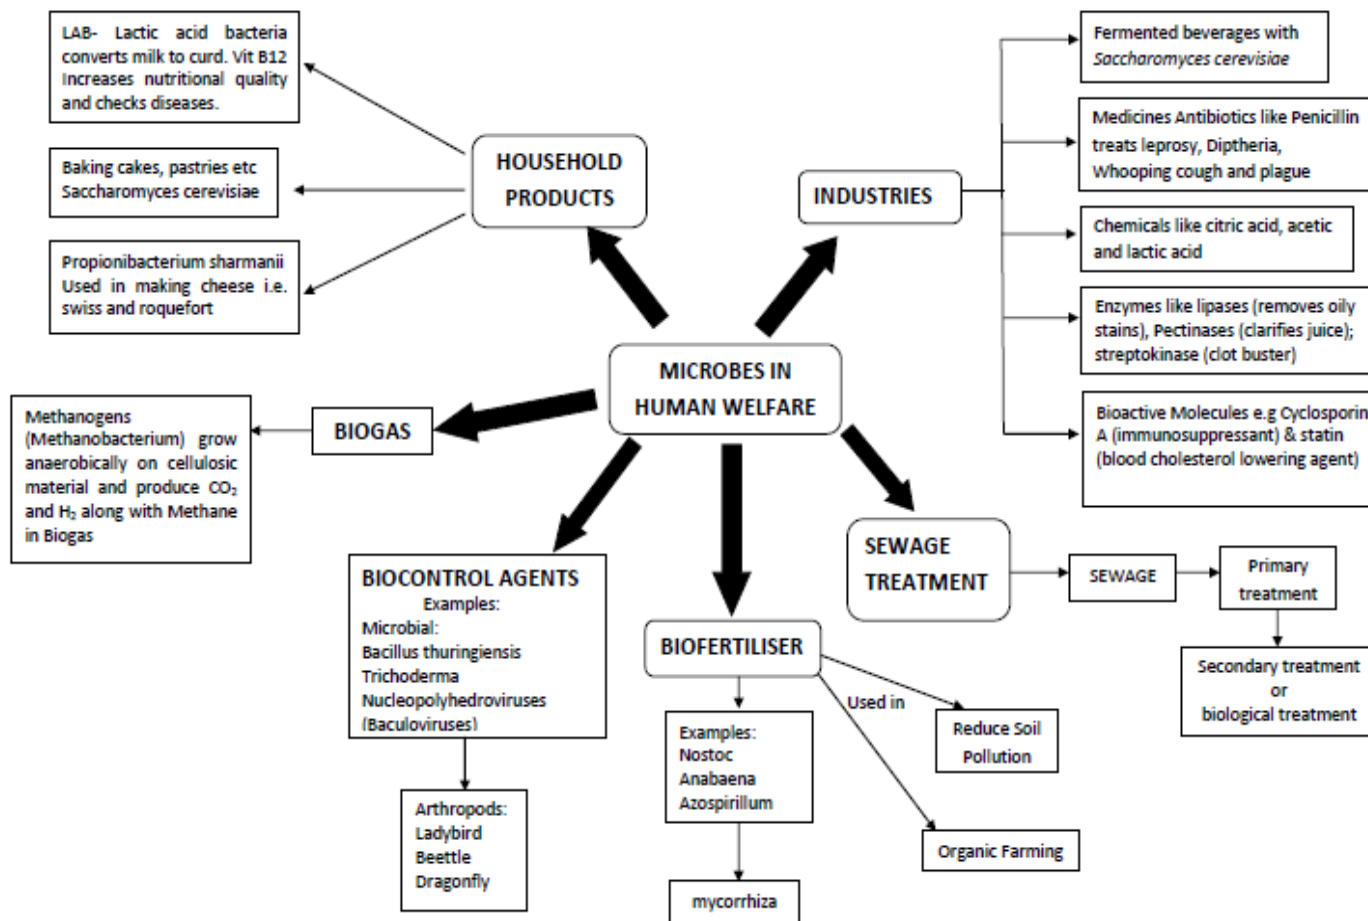 LAB- Lactic acid bacteria
converts milk to curd. Vit B12
Increases nutritional quality
and checks diseases.
Baking cakes, pastries etc
Saccharomyces cerevisiae
Propionibacterium sharmanii
Used in making cheese i.e.
swiss and roquefort
HOUSEHOLD
PRODUCTS
INDUSTRIES
Fermented beverages with
Saccharomyces cerevisiae
Medicines Antibiotics like Penicillin
treats leprosy, Diptheria,
Whooping cough and plague
Chemicals like citric acid, acetic
and lactic acid
Enzymes like lipases (removes oily
stains), Pectinases (clarifies juice);
streptokinase (clot buster)
Bioactive Molecules e.g Cyclosporin
A (immunosuppressant) & statin
(blood cholesterol lowering agent)
MICROBES IN
HUMAN WELFARE
BIOGAS
Methanogens
(Methanobacterium) grow
anaerobically on cellulosic
material and produce CO₂
and H₂ along with Methane
in Biogas
BIOCONTROL AGENTS
Examples:
Microbial:
Bacillus thuringiensis
Trichoderma
Nucleopolyhedroviruses
(Baculoviruses)
Arthropods:
Ladybird
Beettle
Dragonfly
BIOFERTILISER
Examples:
Nostoc
Anabaena
Azospirillum
mycorrhiza
Used in
Reduce Soil
Pollution
Organic Farming
SEWAGE
TREATMENT
SEWAGE
Primary
treatment
Secondary treatment
or
biological treatment